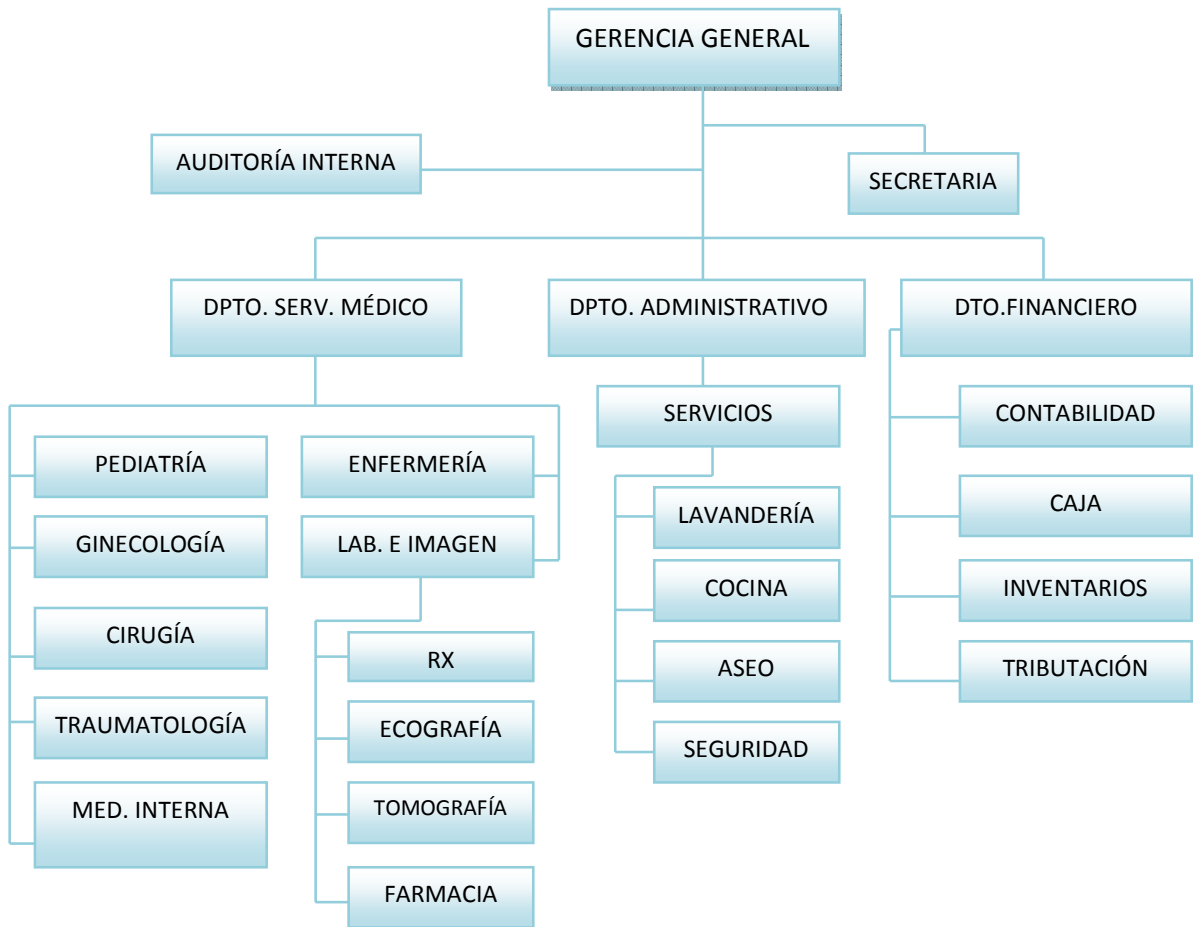 GERENCIA GENERAL
AUDITORÍA INTERNA
SECRETARIA
DPTO. SERV. MÉDICO
DPTO. ADMINISTRATIVO
DTO.FINANCIERO
PEDIATRÍA
GINECOLOGÍA
CIRUGÍA
TRAUMATOLOGÍA
MED. INTERNA
ENFERMERÍA
LAB. E IMAGEN
RX
ECOGRAFÍA
TOMOGRAFÍA
FARMACIA
SERVICIOS
LAVANDERÍA
COCINA
ASEO
SEGURIDAD
CONTABILIDAD
CAJA
INVENTARIOS
TRIBUTACIÓN